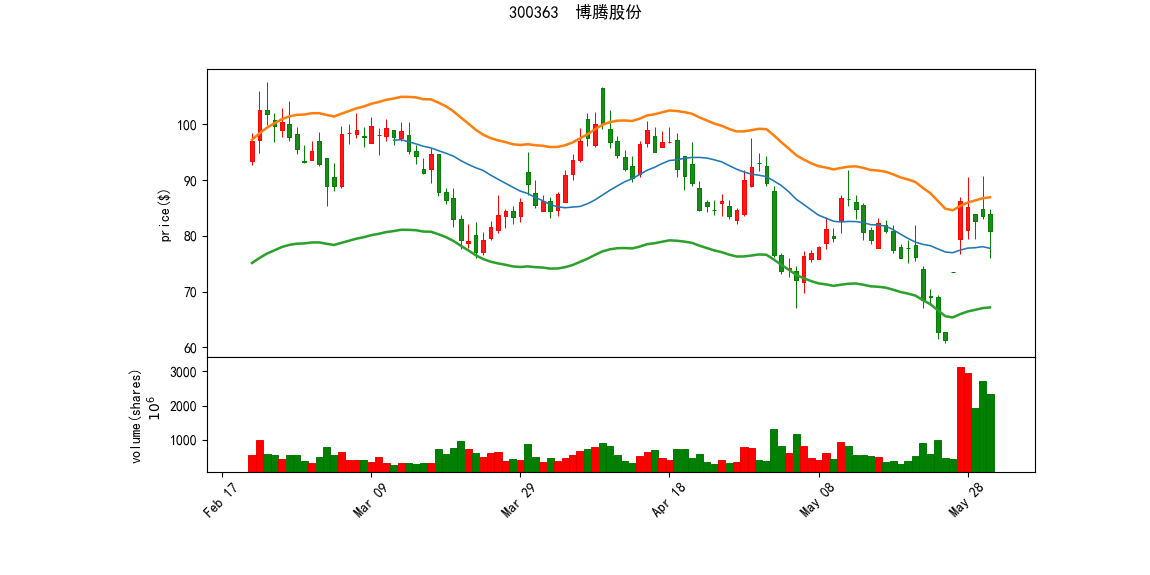 300363  博腾股份
price($)
100
90
80
70
60
volume(shares)
10^6
3000
2000
1000
Feb 17
Mar 09
Mar 29
Apr 18
May 08
May 28